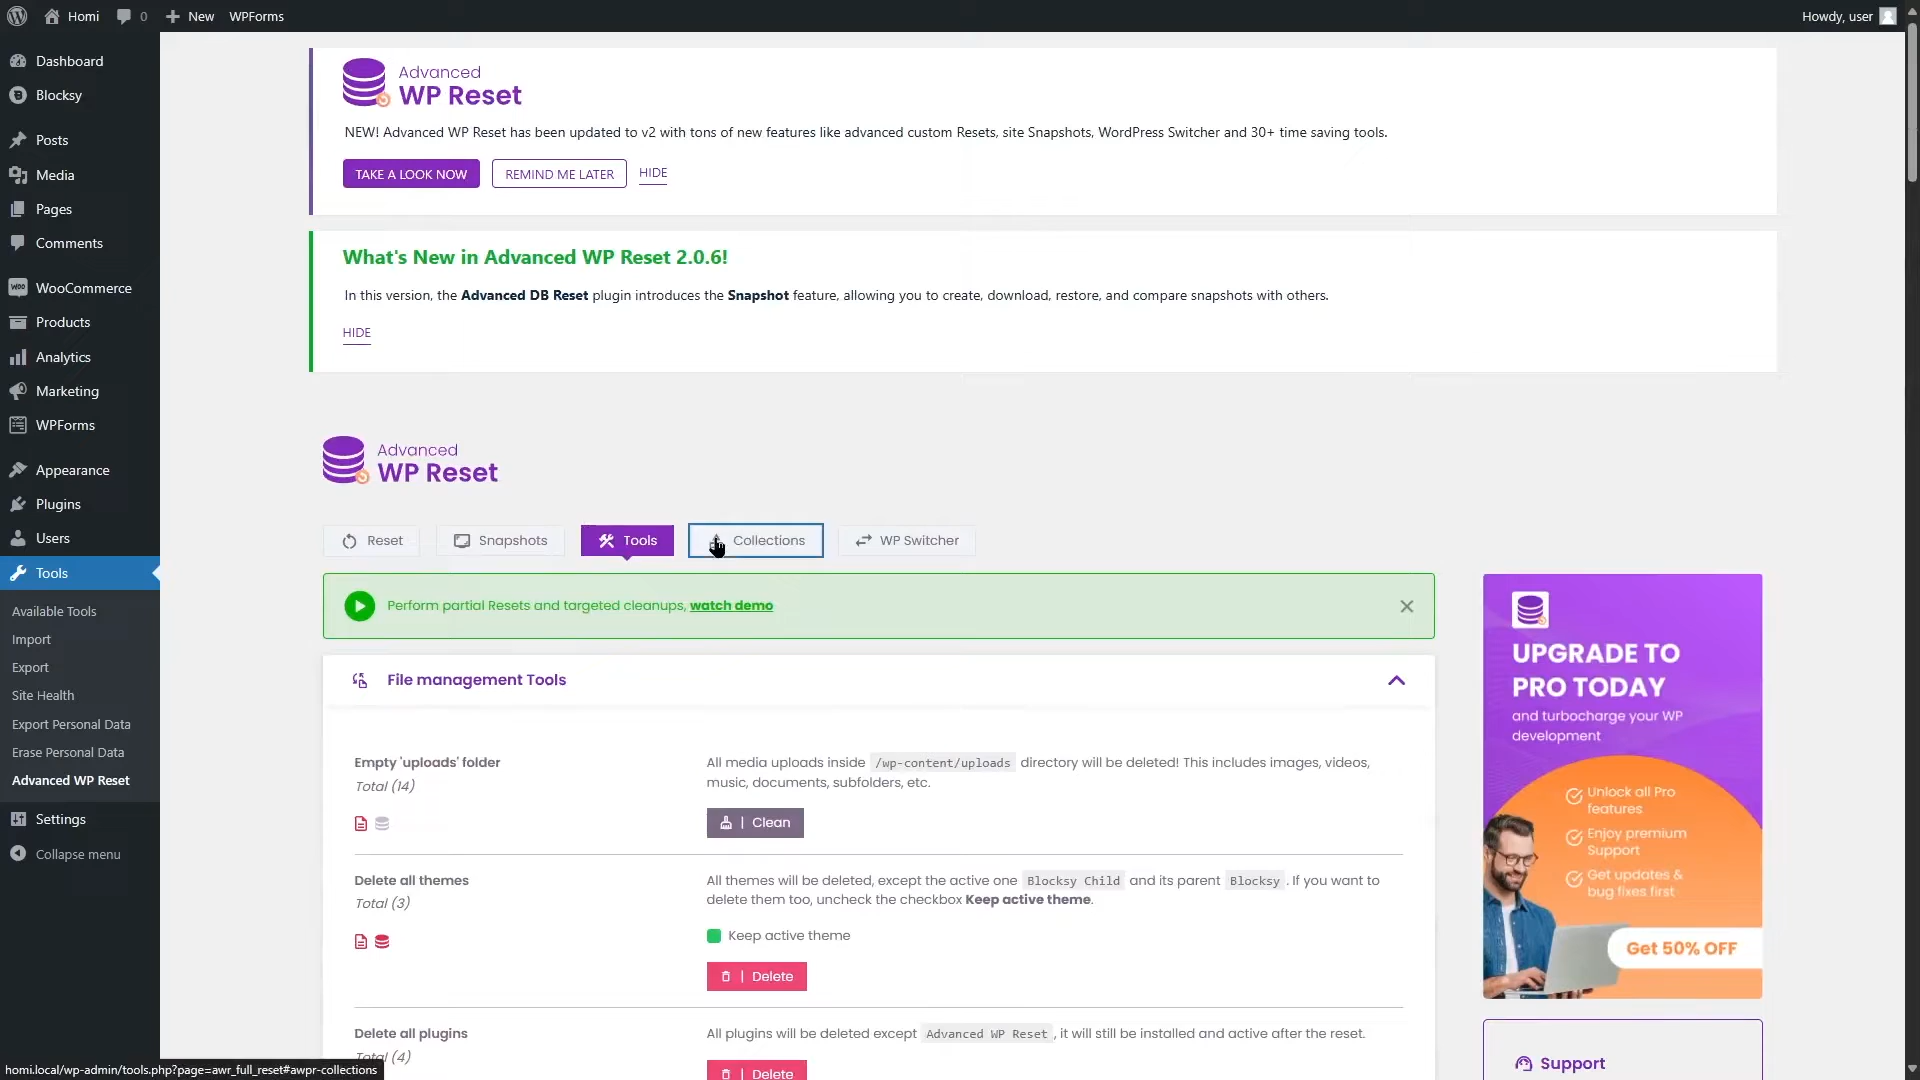 Homi
0
New
WPForms
Howdy, user
Dashboard
Blocksy
Posts
Media
Pages
Comments
WooCommerce
Products
Analytics
Marketing
WPForms
Appearance
Plugins
Users
Tools
Available Tools
Import
Export
Site Health
Export Personal Data
Erase Personal Data
Advanced WP Reset
Settings
Collapse menu
Advanced
WP Reset
NEW! Advanced WP Reset has been updated to v2 with tons of new features like advanced custom Resets, site Snapshots, WordPress Switcher and 30+ time saving tools.
TAKE A LOOK NOW
REMIND ME LATER
HIDE
What's New in Advanced WP Reset 2.0.6!
In this version, the Advanced DB Reset plugin introduces the Snapshot feature, allowing you to create, download, restore, and compare snapshots with others.
HIDE
Advanced
WP Reset
Reset
Snapshots
Tools
Collections
WP Switcher
Perform partial Resets and targeted cleanups, watch demo
File management Tools
Empty 'uploads' folder
Total (14)
All media uploads inside /wp-content/uploads directory will be deleted! This includes images, videos,
music, documents, subfolders, etc.
| Clean
Delete all themes
Total (3)
All themes will be deleted, except the active one Blocksy Child and its parent Blocksy . If you want to
delete them too, uncheck the checkbox Keep active theme.
Keep active theme
| Delete
Delete all plugins
Total (4)
All plugins will be deleted except Advanced WP Reset , it will still be installed and active after the reset.
| Delete
UPGRADE TO
PRO TODAY
and turbocharge your WP
development
Unlock all Pro
features
Enjoy premium
Support
Get updates &
bug fixes first
Get 50% OFF
Support
homi.local/wp-admin/tools.php?page=awr_full_reset#awpr-collections